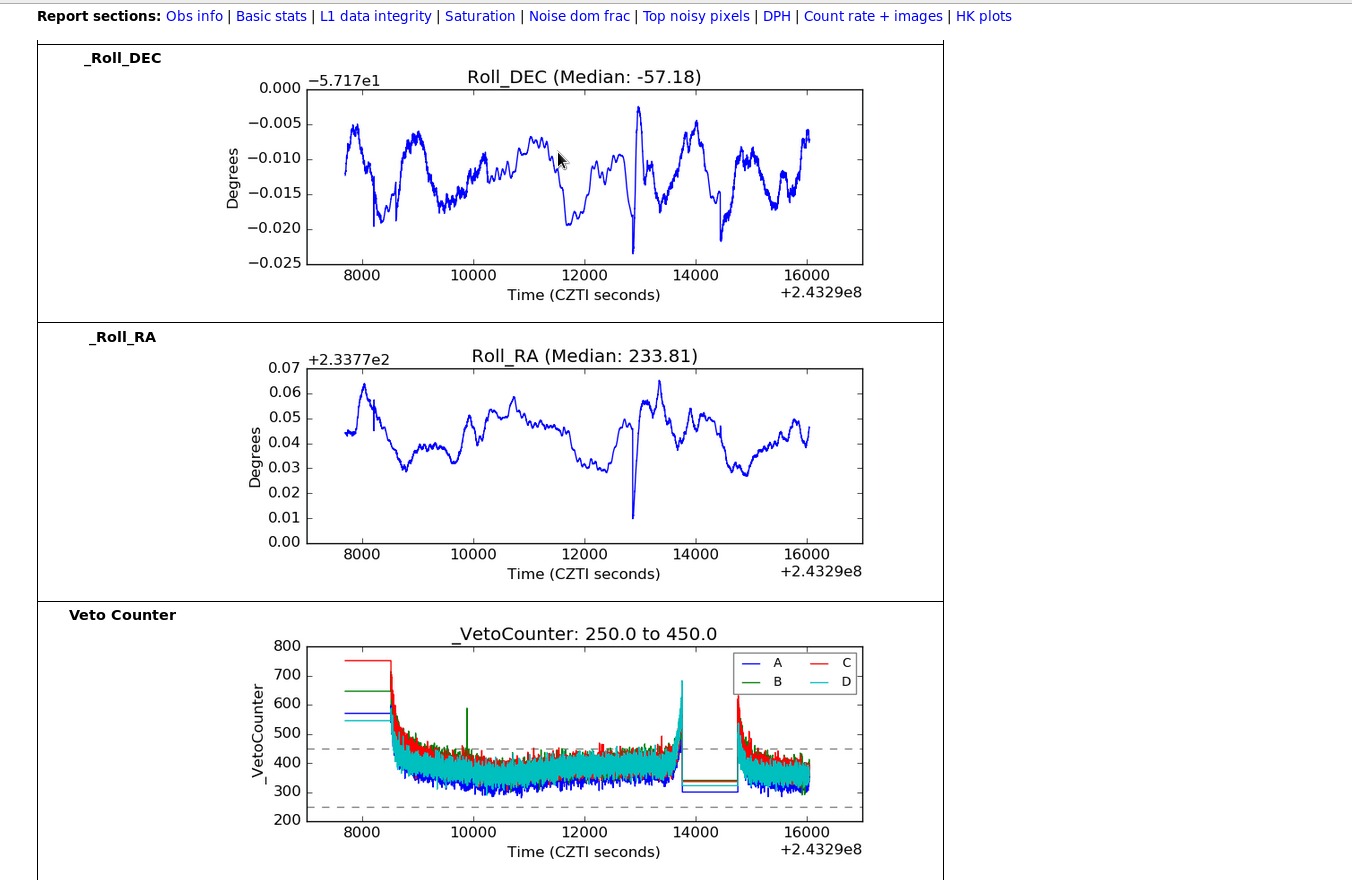 Report sections: Obs info | Basic stats | L1 data integrity | Saturation | Noise dom frac | Top noisy pixels | DPH | Count rate + images | HK plots
_Roll_DEC
Roll_DEC (Median: -57.18)
−5.717e1
0.000
−0.005
−0.010
−0.015
−0.020
−0.025
Degrees
8000 10000 12000 14000 16000
Time (CZTI seconds)
+2.4329e8
_Roll_RA
Roll_RA (Median: 233.81)
+2.3377e2
0.07
0.06
0.05
0.04
0.03
0.02
0.01
0.00
Degrees
8000 10000 12000 14000 16000
Time (CZTI seconds)
+2.4329e8
Veto Counter
_VetoCounter: 250.0 to 450.0
800
700
600
500
400
300
200
_VetoCounter
A C
B D
8000 10000 12000 14000 16000
Time (CZTI seconds)
+2.4329e8